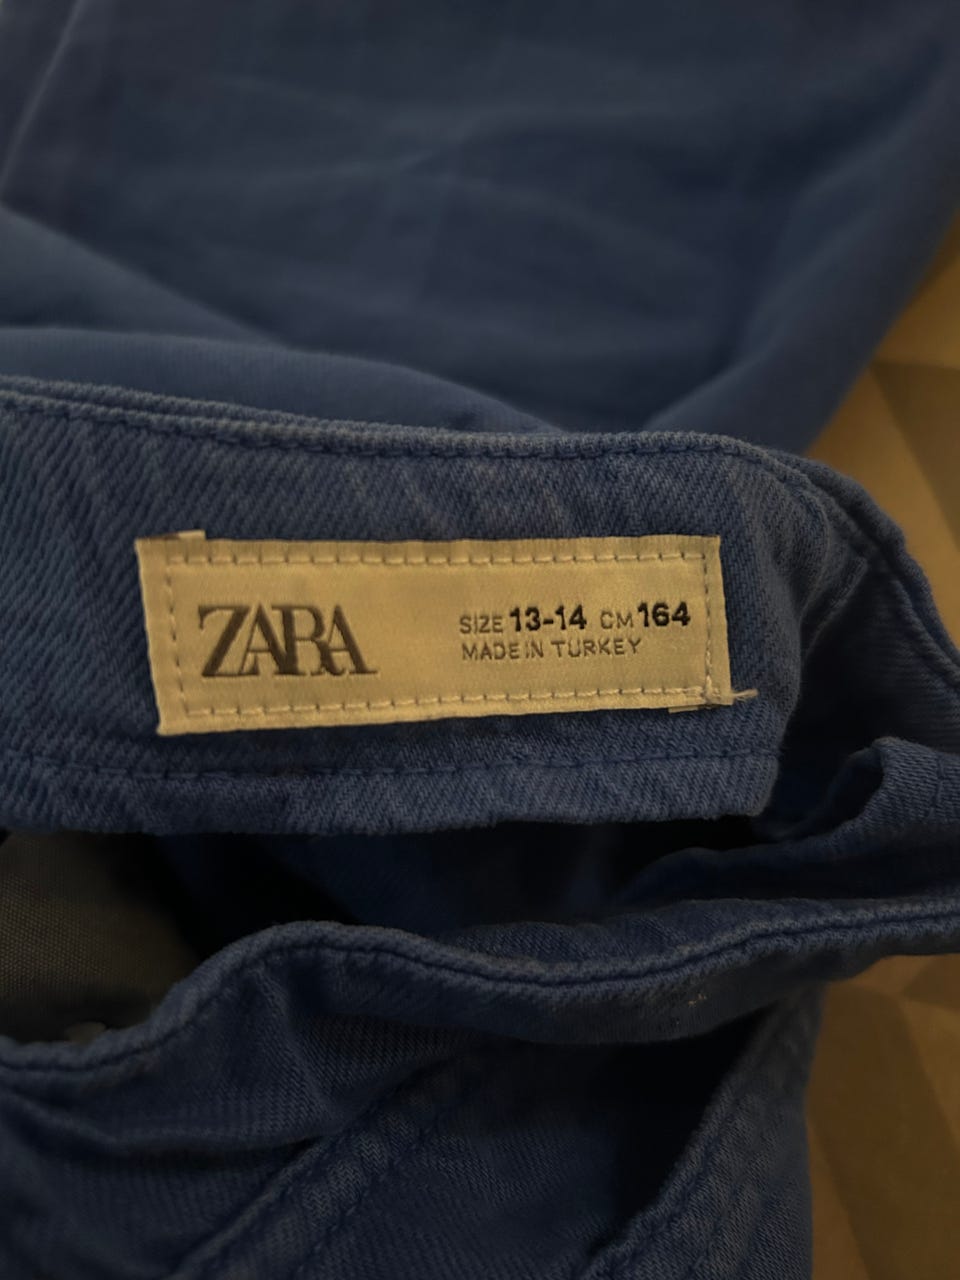 ZARA
SIZE 13-14 CM 164
MADE IN TURKEY